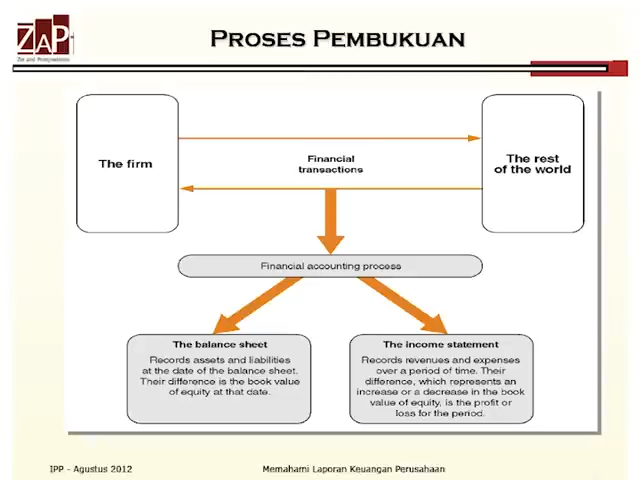 ZAP
PROSES PEMBUKUAN
The firm
Financial
transactions
The rest
of the world
Financial accounting process
The balance sheet
Records assets and liabilities
at the date of the balance sheet.
Their difference is the book value
of equity at that date.
The income statement
Records revenues and expenses
over a period of time. Their
difference, which represents an
increase or a decrease in the book
value of equity, is the profit or
loss for the period.
IPP - Agustus 2012
Memahami Laporan Keuangan Perusahaan